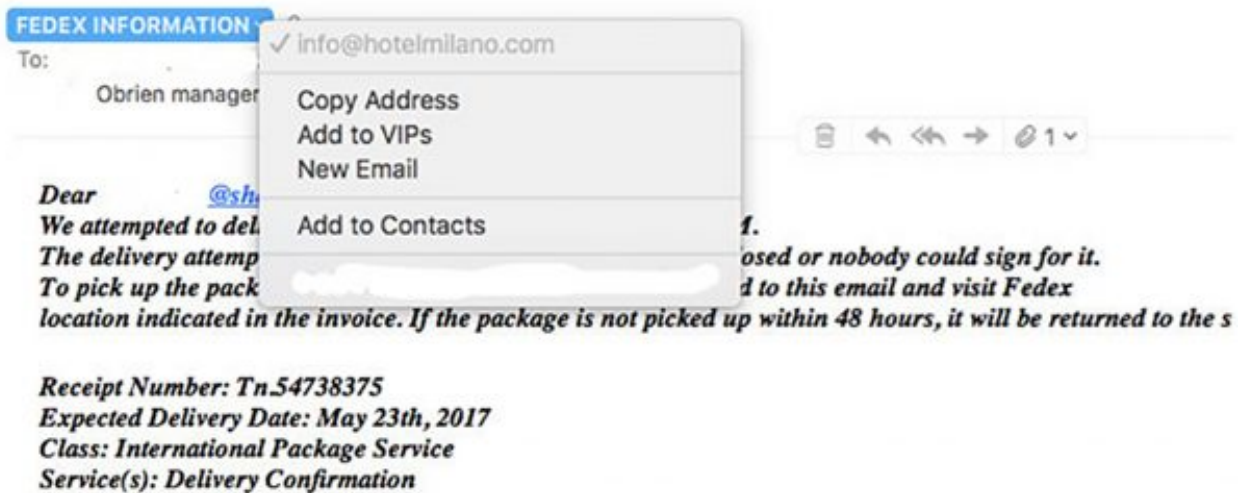 FEDEX INFORMATION
To:
Obrien manager
✓ info@hotelmilano.com
Copy Address
Add to VIPs
New Email
Add to Contacts
1
Dear @sh
We attempted to del
The delivery attemp osed or nobody could sign for it.
To pick up the pack d to this email and visit Fedex
location indicated in the invoice. If the package is not picked up within 48 hours, it will be returned to the s
Receipt Number: Tn.54738375
Expected Delivery Date: May 23th, 2017
Class: International Package Service
Service(s): Delivery Confirmation